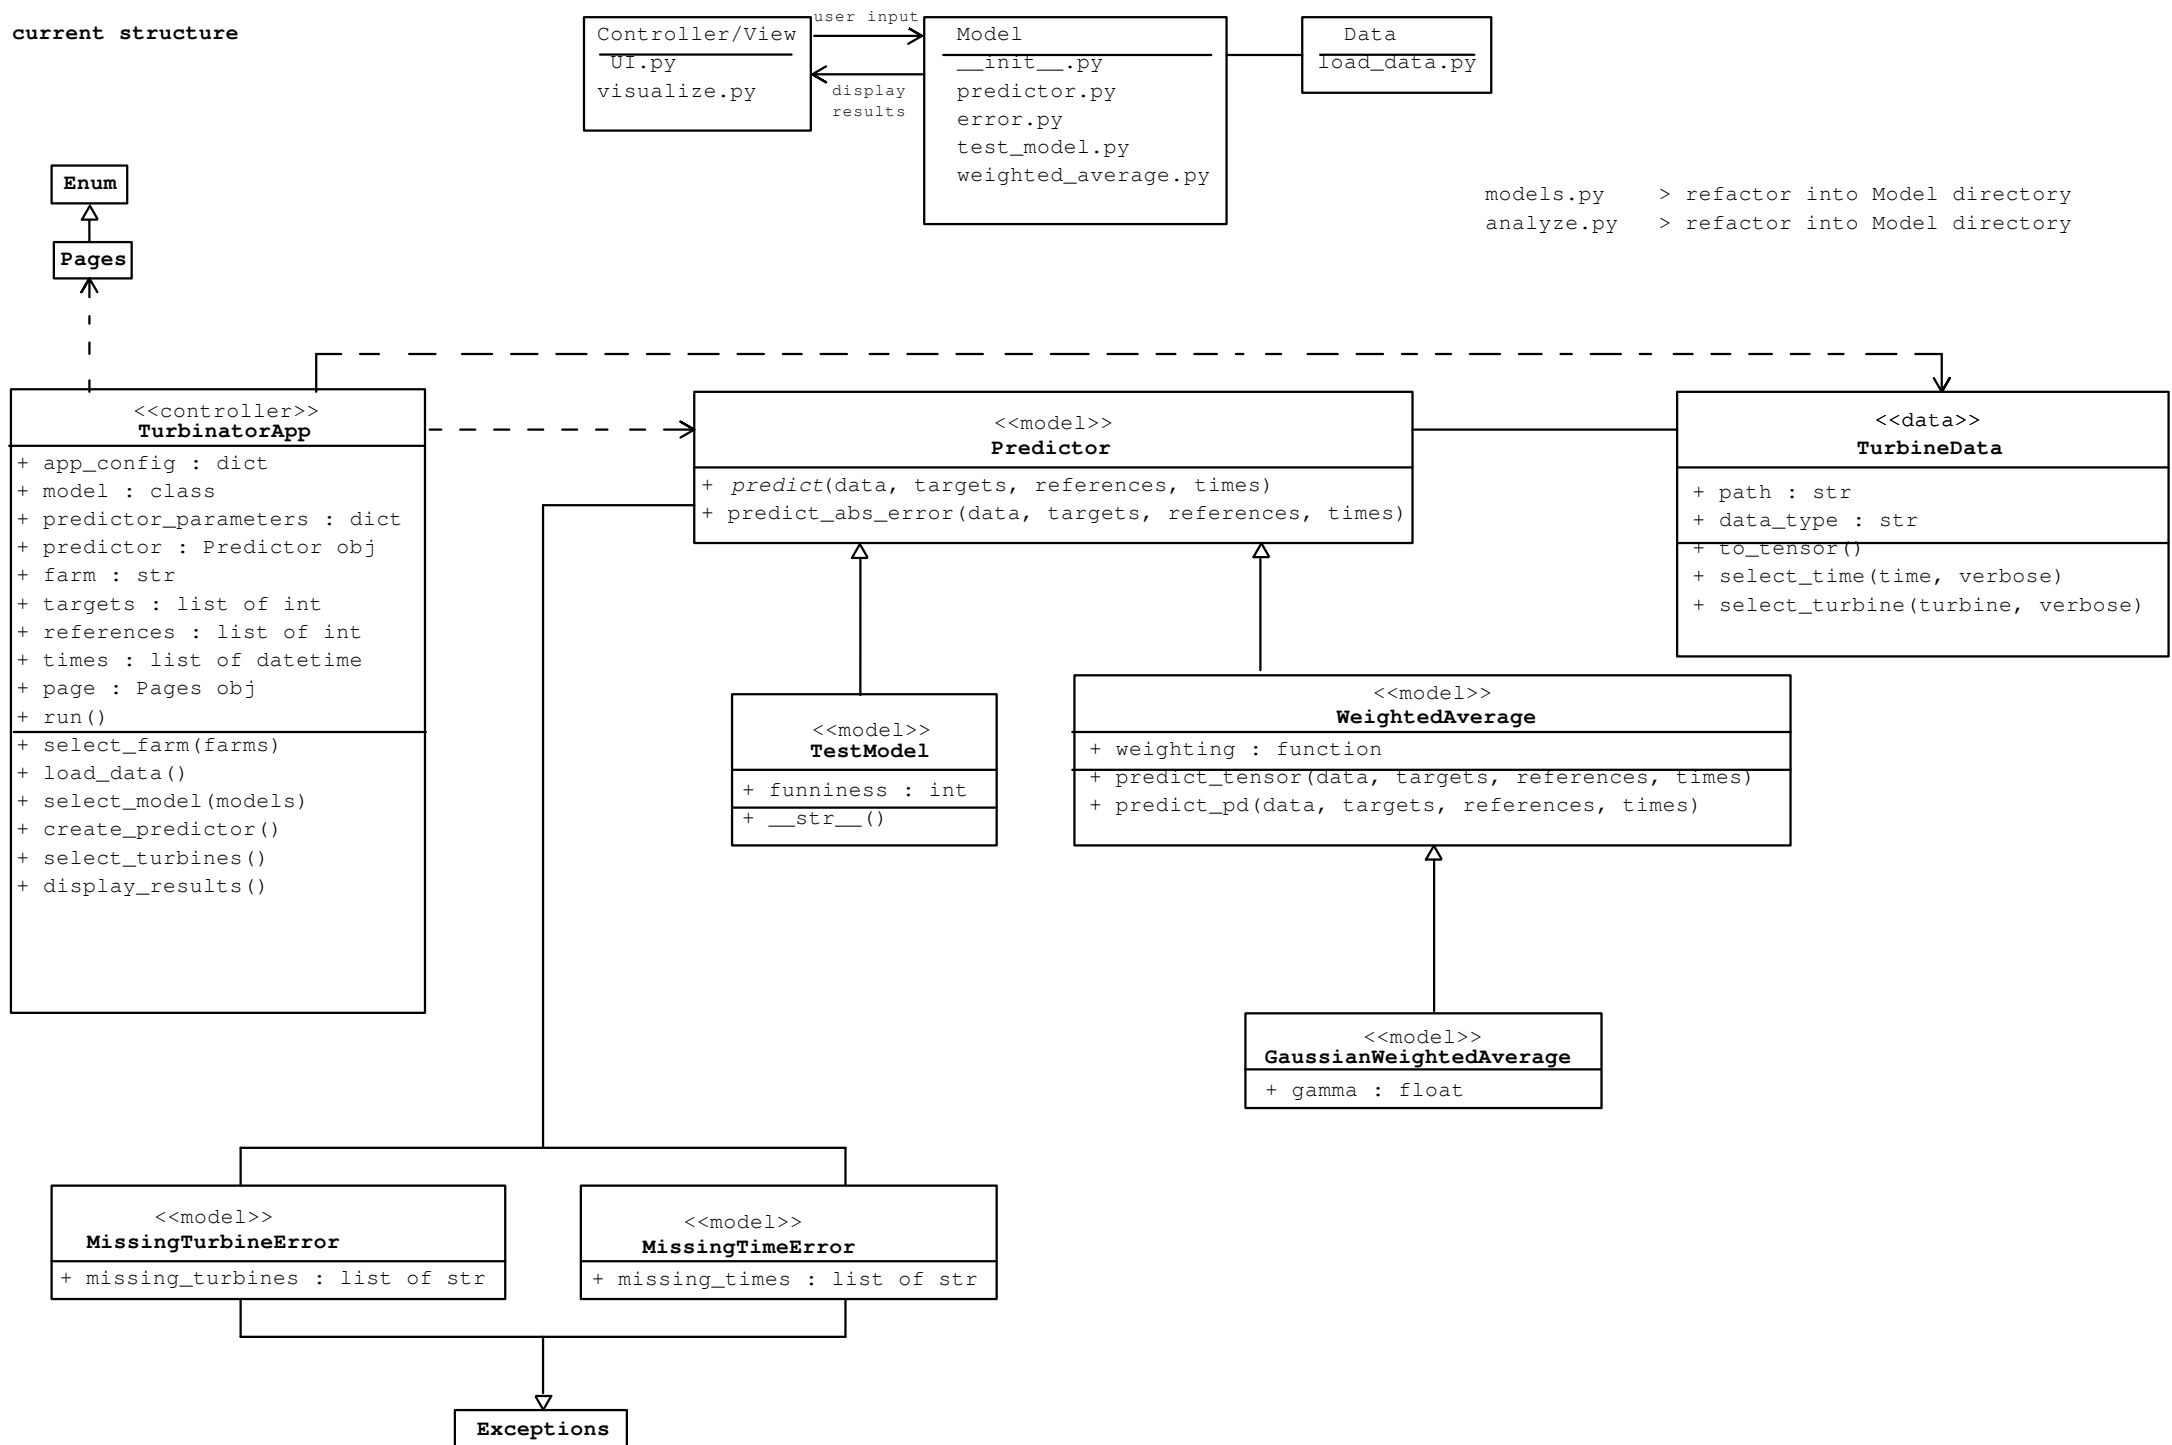 current structure
user input
Controller/View
UI.py
visualize.py
display
results
Model
__init__.py
predictor.py
error.py
test_model.py
weighted_average.py
Data
load_data.py
models.py > refactor into Model directory
analyze.py > refactor into Model directory
Enum
Pages
<<controller>>
TurbinatorApp
+ app_config : dict
+ model : class
+ predictor_parameters : dict
+ predictor : Predictor obj
+ farm : str
+ targets : list of int
+ references : list of int
+ times : list of datetime
+ page : Pages obj
+ run()
+ select_farm(farms)
+ load_data()
+ select_model(models)
+ create_predictor()
+ select_turbines()
+ display_results()
<<model>>
Predictor
+ predict(data, targets, references, times)
+ predict_abs_error(data, targets, references, times)
<<data>>
TurbineData
+ path : str
+ data_type : str
+ to_tensor()
+ select_time(time, verbose)
+ select_turbine(turbine, verbose)
<<model>>
TestModel
+ funniness : int
+ __str__()
<<model>>
WeightedAverage
+ weighting : function
+ predict_tensor(data, targets, references, times)
+ predict_pd(data, targets, references, times)
<<model>>
GaussianWeightedAverage
+ gamma : float
<<model>>
MissingTurbineError
+ missing_turbines : list of str
<<model>>
MissingTimeError
+ missing_times : list of str
Exceptions